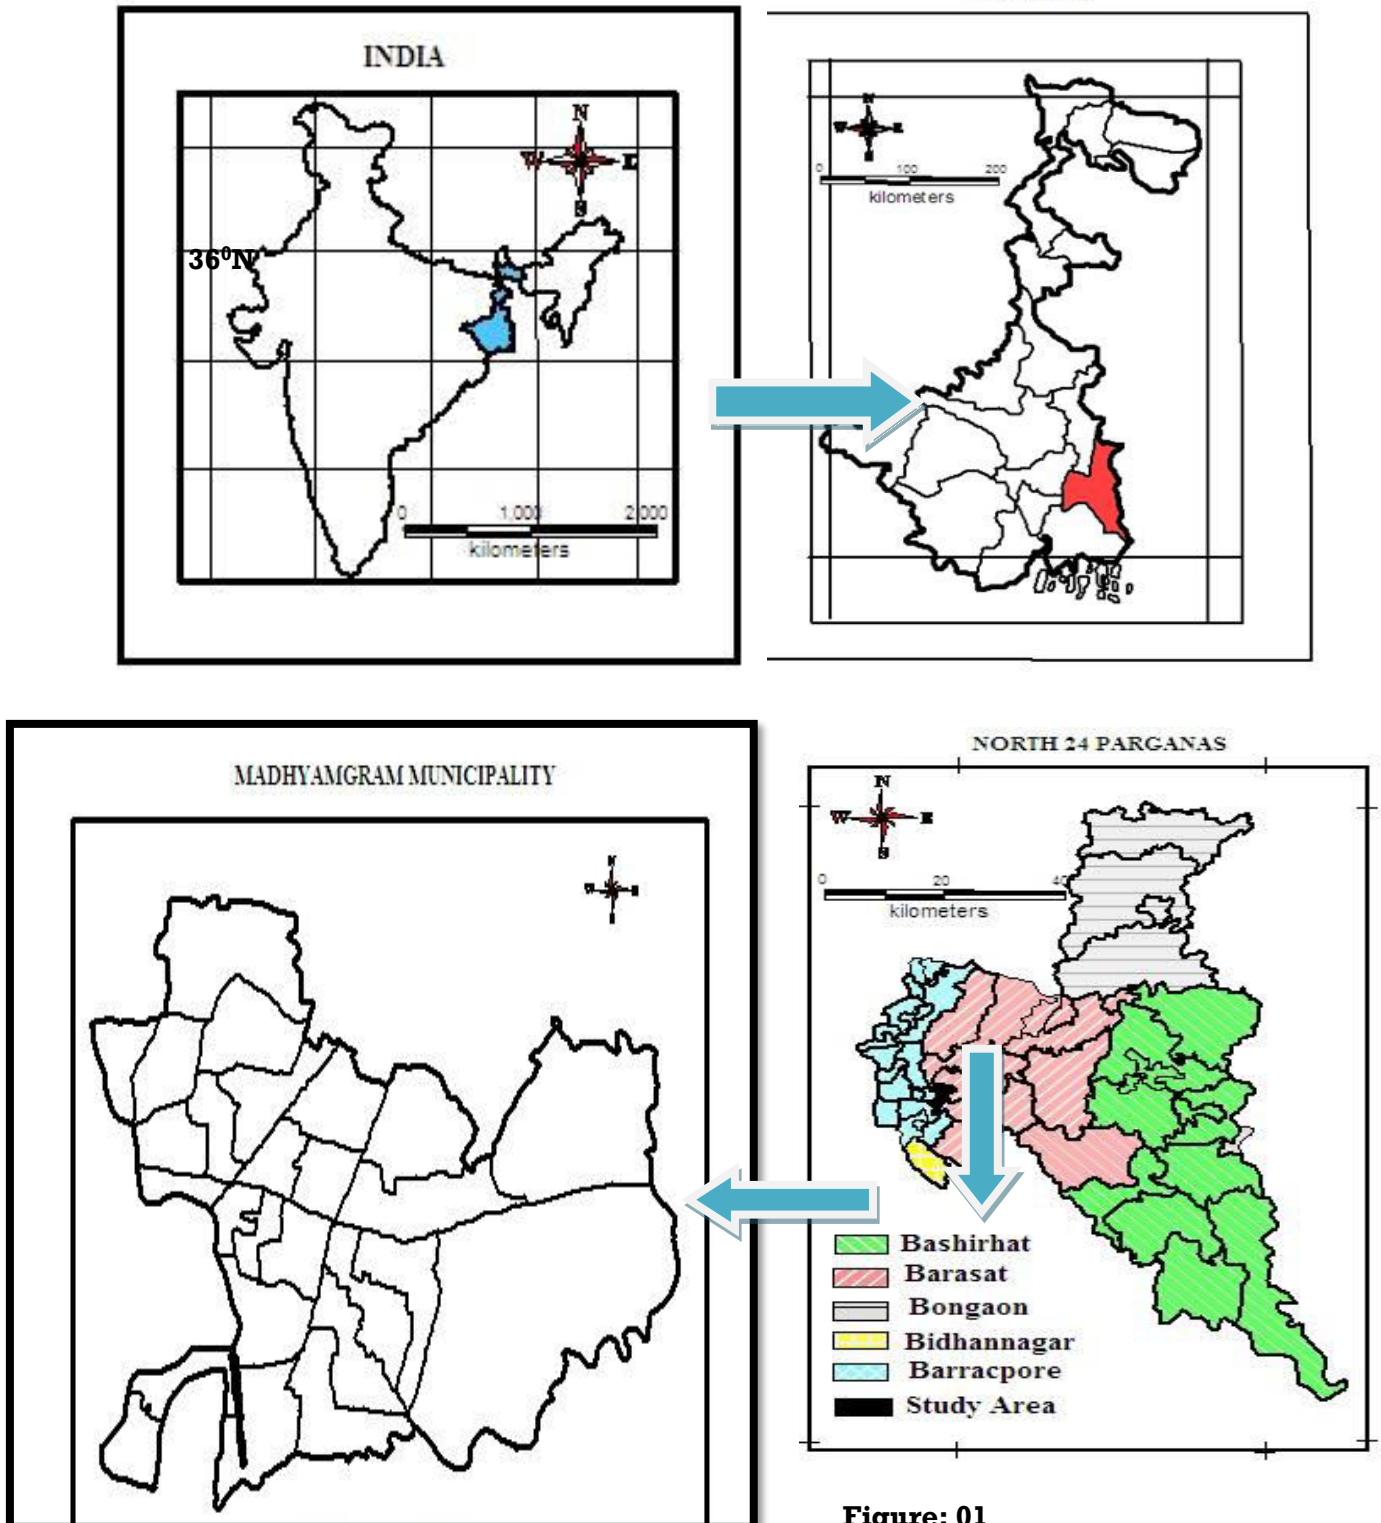 INDIA
N
W E
S
36⁰N
0 1,000 2,000
kilometers
N
W E
S
0 100 200
kilometers
MADHYAMGRAM MUNICIPALITY
N
W E
S
NORTH 24 PARGANAS
N
W E
S
0 20 40
kilometers
Bashirhat
Barasat
Bongaon
Bidhannagar
Barracpore
Study Area
Figure: 01